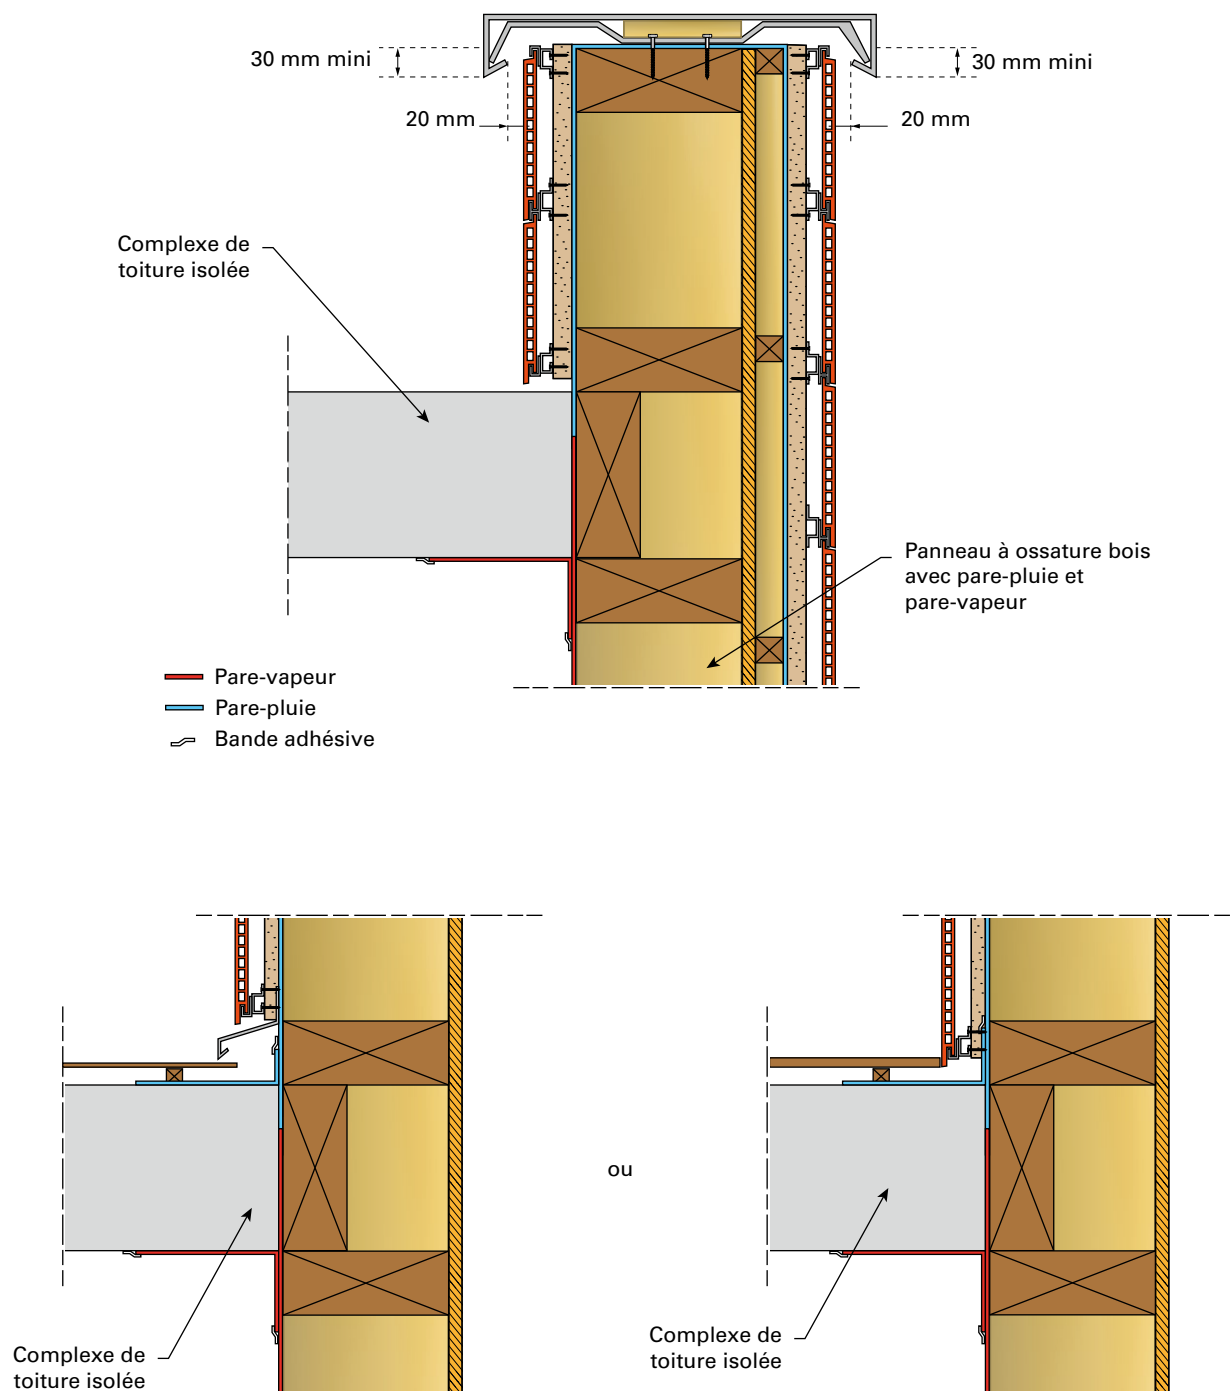 30 mm mini
30 mm mini
20 mm
20 mm
Complexe de
toiture isolée
Panneau à ossature bois
avec pare-pluie et
pare-vapeur
Pare-vapeur
Pare-pluie
Bande adhésive
ou
Complexe de
toiture isolée
Complexe de
toiture isolée